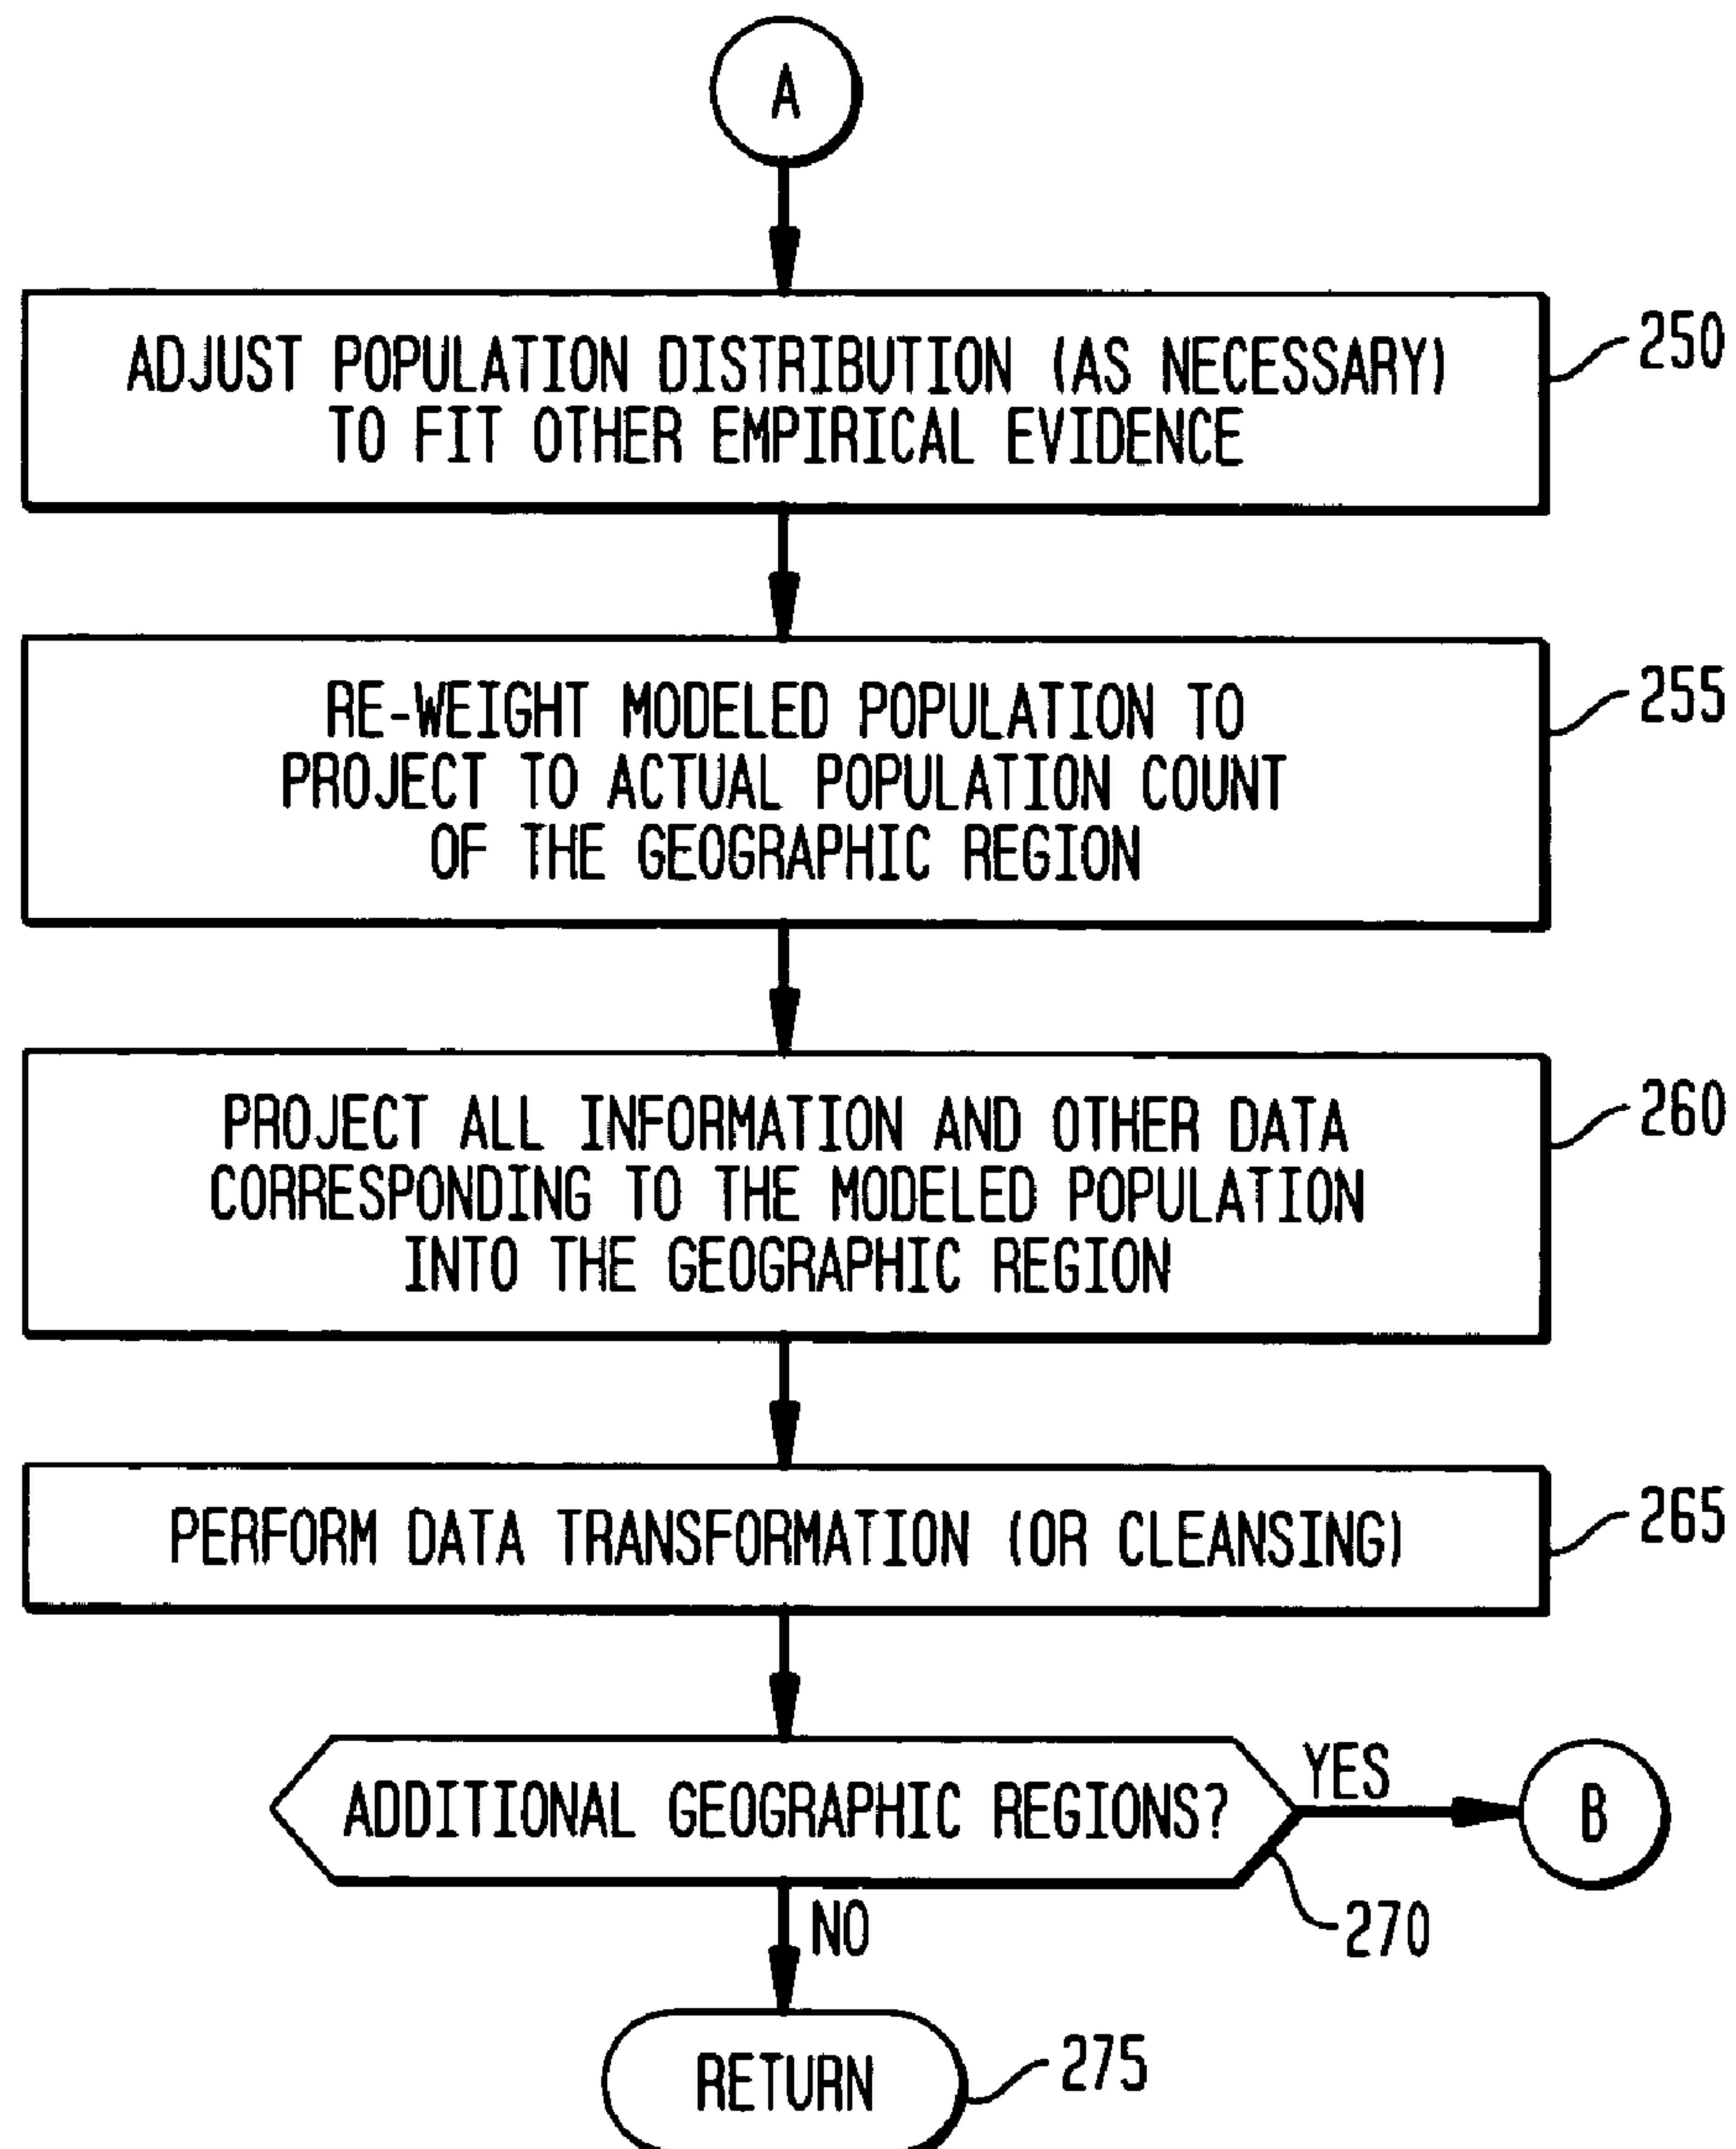 A
ADJUST POPULATION DISTRIBUTION (AS NECESSARY)
TO FIT OTHER EMPIRICAL EVIDENCE
250
RE-WEIGHT MODELED POPULATION TO
PROJECT TO ACTUAL POPULATION COUNT
OF THE GEOGRAPHIC REGION
255
PROJECT ALL INFORMATION AND OTHER DATA
CORRESPONDING TO THE MODELED POPULATION
INTO THE GEOGRAPHIC REGION
260
PERFORM DATA TRANSFORMATION (OR CLEANSING)
265
ADDITIONAL GEOGRAPHIC REGIONS?
YES
B
270
NO
RETURN
275